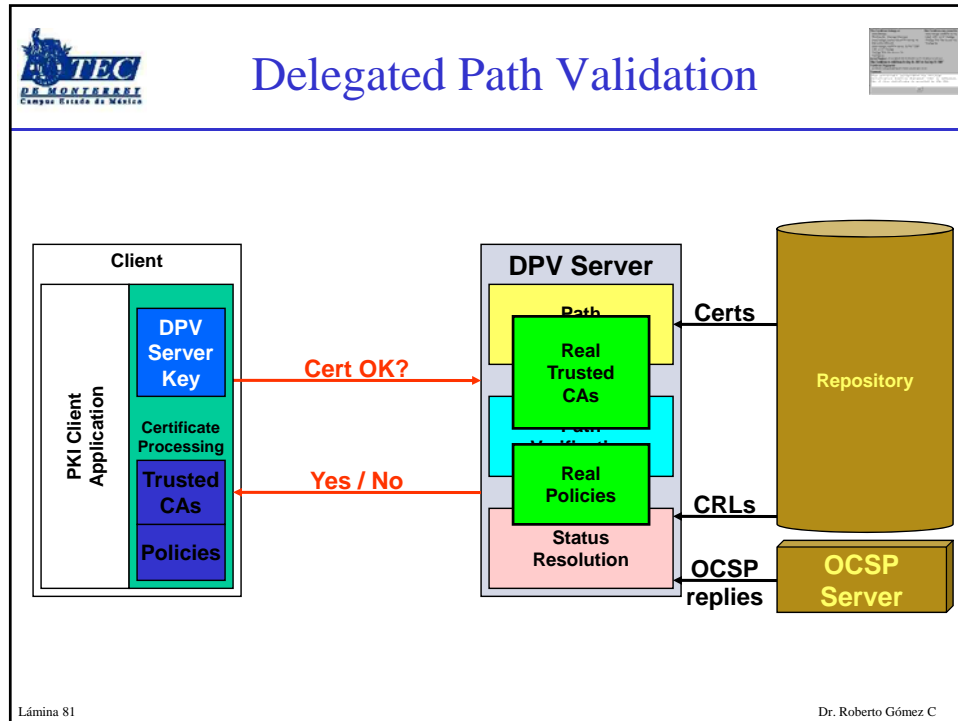 TEC
DE MONTERREY
Campus Estado de México
Delegated Path Validation
Client
PKI Client
Application
DPV
Server
Key
Certificate
Processing
Trusted
CAs
Policies
Cert OK?
Yes / No
DPV Server
Path
Real
Trusted
CAs
Real
Policies
Status
Resolution
Certs
CRLs
OCSP
replies
Repository
OCSP
Server
Lámina 81
Dr. Roberto Gómez C